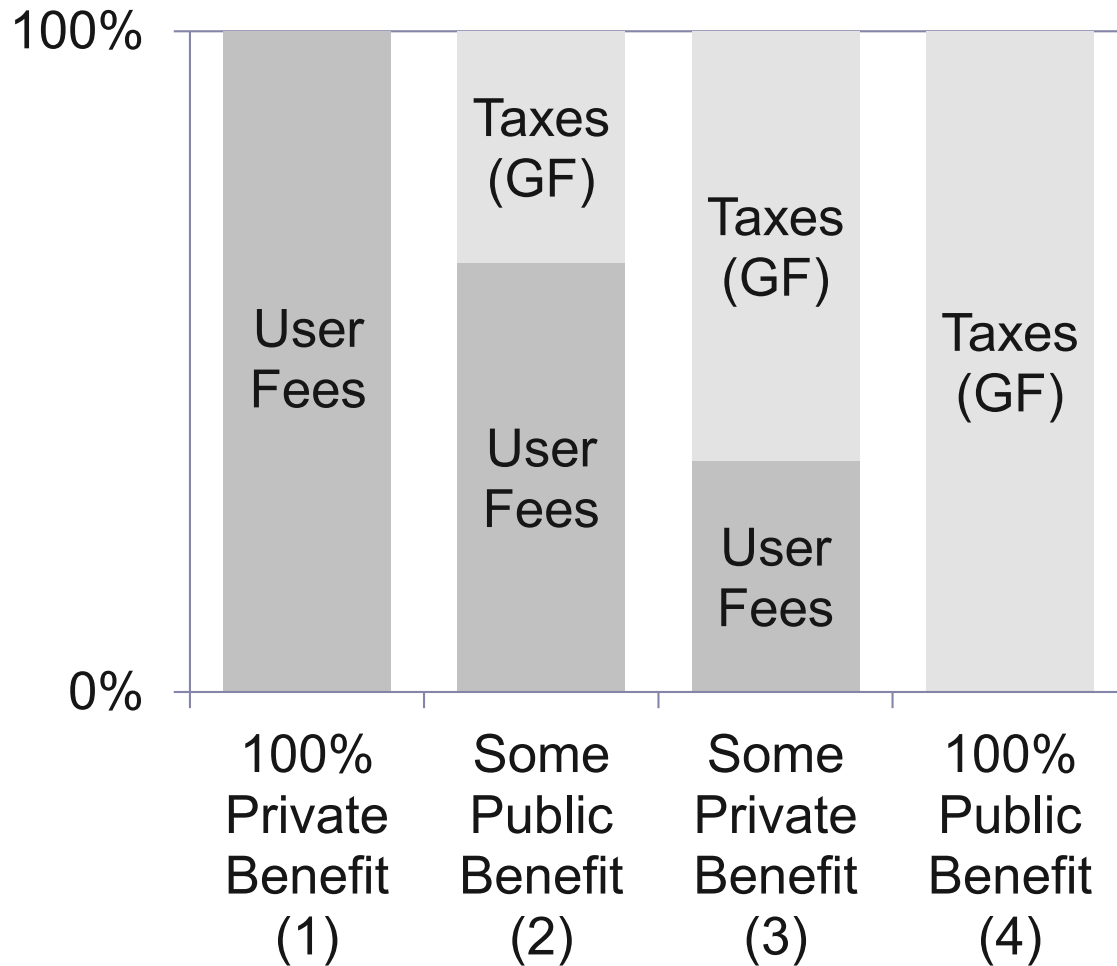 100%
Taxes
(GF)
Taxes
(GF)
User
Fees
Taxes
(GF)
User
Fees
User
Fees
0%
100%
Private
Benefit
(1)
Some
Public
Benefit
(2)
Some
Private
Benefit
(3)
100%
Public
Benefit
(4)